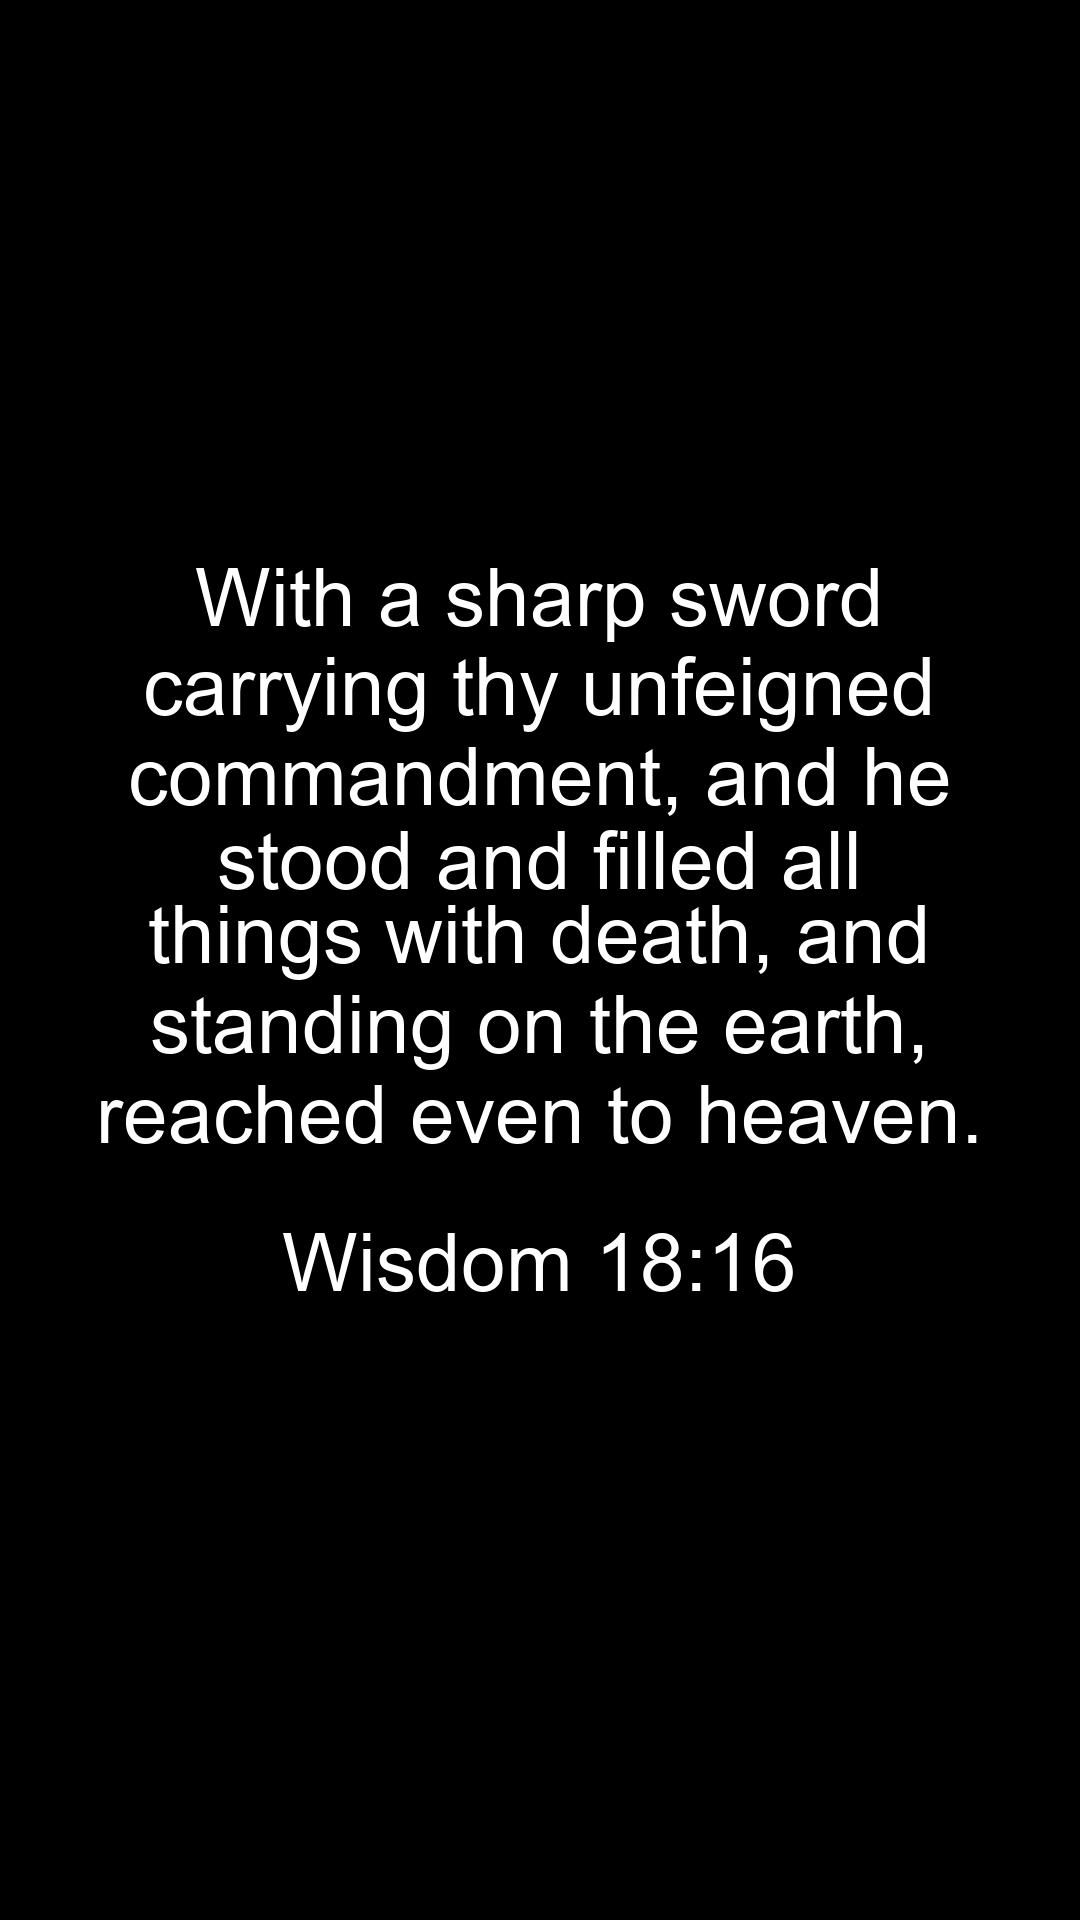 With a sharp sword
carrying thy unfeigned
commandment, and he
stood and filled all
things with death, and
standing on the earth,
reached even to heaven.
Wisdom 18:16